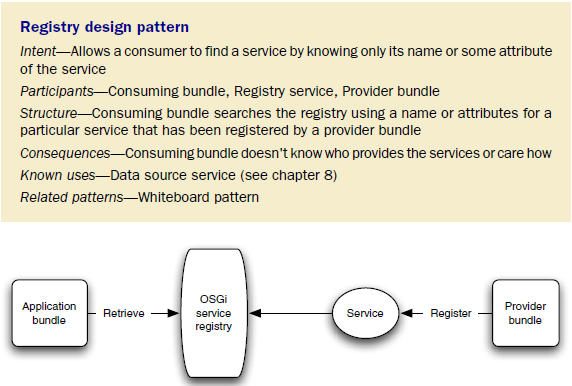 Registry design pattern
Intent—Allows a consumer to find a service by knowing only its name or some attribute
of the service
Participants—Consuming bundle, Registry service, Provider bundle
Structure—Consuming bundle searches the registry using a name or attributes for a
particular service that has been registered by a provider bundle
Consequences—Consuming bundle doesn't know who provides the services or care how
Known uses—Data source service (see chapter 8)
Related patterns—Whiteboard pattern
Application
bundle
Retrieve
OSGi
service
registry
Service
Register
Provider
bundle